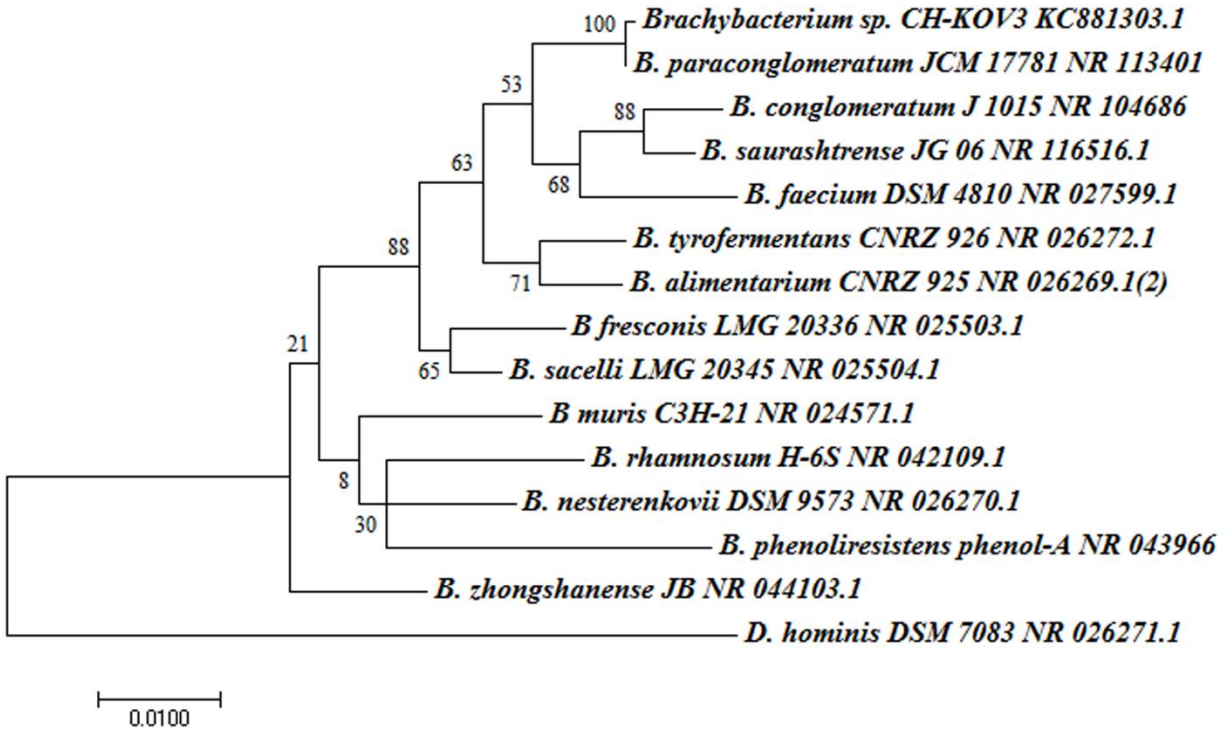 100 Brachybacterium sp. CH-KOV3 KC881303.1
B. paraconglomeratum JCM 17781 NR 113401
53
88 B. conglomeratum J 1015 NR 104686
B. saurashtrense JG 06 NR 116516.1
63
68 B. faecium DSM 4810 NR 027599.1
B. tyrofermentans CNRZ 926 NR 026272.1
88
71 B. alimentarium CNRZ 925 NR 026269.1(2)
B fresconis LMG 20336 NR 025503.1
21
65 B. sacelli LMG 20345 NR 025504.1
B muris C3H-21 NR 024571.1
B. rhamnosum H-6S NR 042109.1
8
B. nesterenkovii DSM 9573 NR 026270.1
30
B. phenoliresistens phenol-A NR 043966
B. zhongshanense JB NR 044103.1
D. hominis DSM 7083 NR 026271.1
0.0100